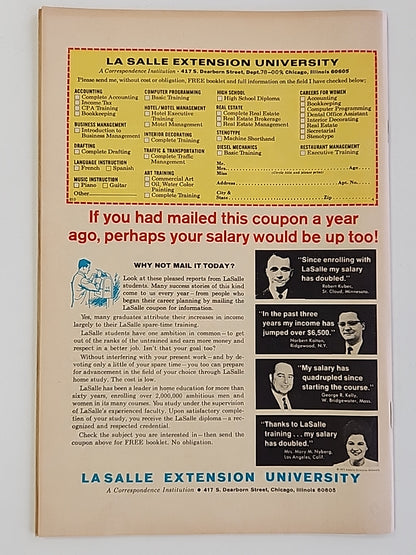 LA SALLE EXTENSION UNIVERSITY
A Correspondence Institution • 417 S. Dearborn Street, Dept. 78-009, Chicago, Illinois 60605
Please send me, without cost or obligation, FREE booklet and full information on the field I have checked below:
ACCOUNTING
Complete Accounting
Income Tax
CPA Training
Bookkeeping
BUSINESS MANAGEMENT
Introduction to
Business Management
DRAFTING
Complete Drafting
LANGUAGE INSTRUCTION
French Spanish
MUSIC INSTRUCTION
Piano Guitar
Other
COMPUTER PROGRAMMING
Basic Training
HOTEL/MOTEL MANAGEMENT
Hotel Executive
Training
Motel Management
INTERIOR DECORATING
Complete Training
TRAFFIC & TRANSPORTATION
Complete Traffic
Management
ART TRAINING
Commercial Art
Oil, Water Color
Painting
Complete Art
HIGH SCHOOL
High School Diploma
REAL ESTATE
Complete Real Estate
Real Estate Brokerage
Real Estate Management
STENOTYPE
Machine Shorthand
DIESEL MECHANICS
Basic Training
CAREERS FOR WOMEN
Accounting
Bookkeeping
Computer Programming
Dental Office Assistant
Interior Decorating
Secretarial
Stenotype
RESTAURANT MANAGEMENT
Executive Training
Mr.
Mrs. Age
Miss (Circle title and please print)
Address Apt. No.
City &
State Zip
If you had mailed this coupon a year
ago, perhaps your salary would be up too!
WHY NOT MAIL IT TODAY?
Look at these pleased reports from LaSalle
students. Many success stories of this kind
come to us every year – from people who
began their career planning by mailing the
LaSalle coupon for information.
Yes, many graduates attribute their increases in income
largely to their LaSalle spare-time training.
LaSalle students have one ambition in common – to get
out of the ranks of the untrained and earn more money and
respect in a better job. Isn't that your goal too?
Without interfering with your present work – and by de-
voting only a little of your spare time – you too can prepare
for advancement in the field of your choice through LaSalle
home study. The cost is low.
LaSalle has been a leader in home education for more than
sixty years, enrolling over 2,000,000 ambitious men and
women in its many courses. You study under the supervision
of LaSalle's experienced faculty. Upon satisfactory comple-
tion of your study, you receive the LaSalle diploma – a rec-
ognized and respected credential.
Check the subject you are interested in – then send the
coupon above for FREE booklet. No obligation.
"Since enrolling with
LaSalle my salary
has doubled."
Robert Kubec,
St. Cloud, Minnesota.
"In the past three
years my income has
jumped over $6,500."
Norbert Kaiton,
Ridgewood, N.Y.
"My salary has
quadrupled since
starting the course."
George R. Kelly,
W. Bridgewater, Mass.
"Thanks to LaSalle
training . . . my salary
has doubled."
Mrs. Mary M. Nyberg,
Los Angeles, Calif.
LA SALLE EXTENSION UNIVERSITY
A Correspondence Institution • 417 S. Dearborn Street, Chicago, Illinois 60605